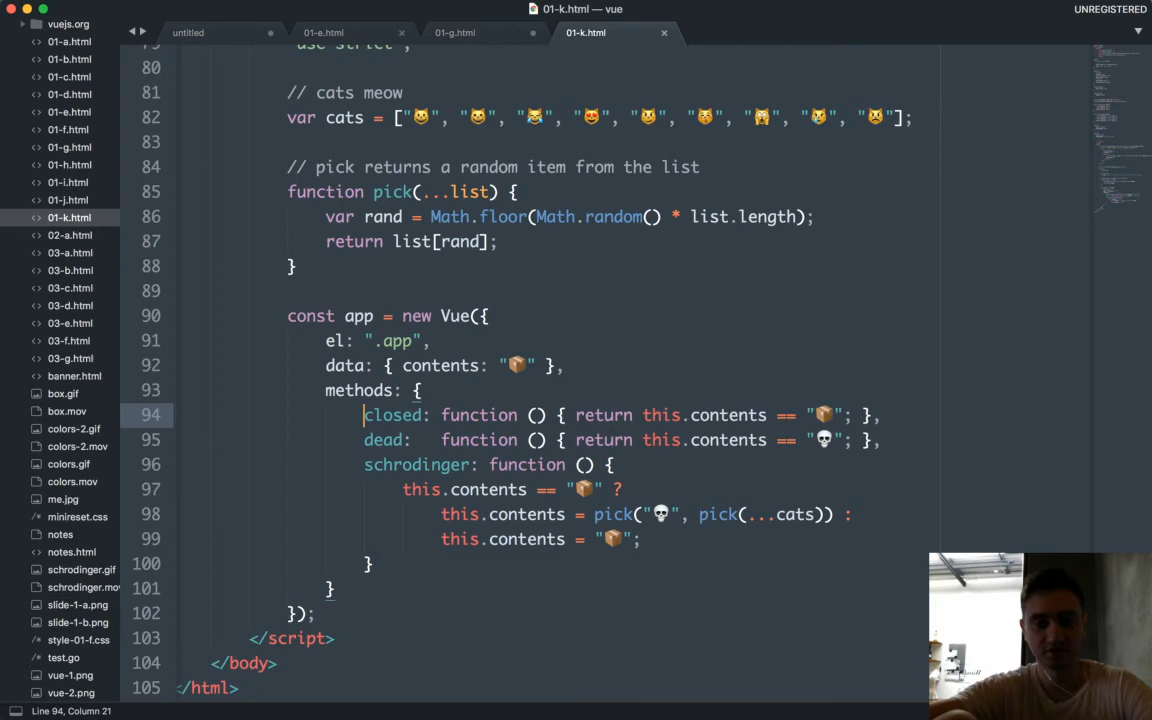 01-k.html — vue
UNREGISTERED
vuejs.org
01-a.html
01-b.html
01-c.html
01-d.html
01-e.html
01-f.html
01-g.html
01-h.html
01-i.html
01-j.html
01-k.html
02-a.html
03-a.html
03-b.html
03-c.html
03-d.html
03-e.html
03-f.html
03-g.html
banner.html
box.gif
box.mov
colors-2.gif
colors-2.mov
colors.gif
colors.mov
me.jpg
minireset.css
notes
notes.html
schrodinger.gif
schrodinger.mov
slide-1-a.png
slide-1-b.png
style-01-f.css
test.go
vue-1.png
vue-2.png
untitled
01-e.html
01-g.html
01-k.html
79 "use strict";
80
81 // cats meow
82 var cats = ["😺", "😸", "😹", "😻", "😼", "😽", "🙀", "😿", "😾"];
83
84 // pick returns a random item from the list
85 function pick(...list) {
86 var rand = Math.floor(Math.random() * list.length);
87 return list[rand];
88 }
89
90 const app = new Vue({
91 el: ".app",
92 data: { contents: "📦" },
93 methods: {
94 closed: function () { return this.contents == "📦"; },
95 dead: function () { return this.contents == "💀"; },
96 schrodinger: function () {
97 this.contents == "📦" ?
98 this.contents = pick("💀", pick(...cats)) :
99 this.contents = "📦";
100 }
101 }
102 });
103 </script>
104 </body>
105 </html>
Line 94, Column 21